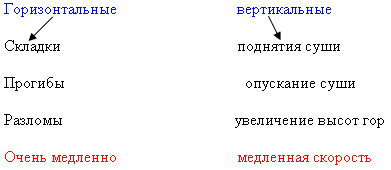 Горизонтальные вертикальные
Складки поднятия суши
Прогибы опускание суши
Разломы увеличение высот гор
Очень медленно медленная скорость